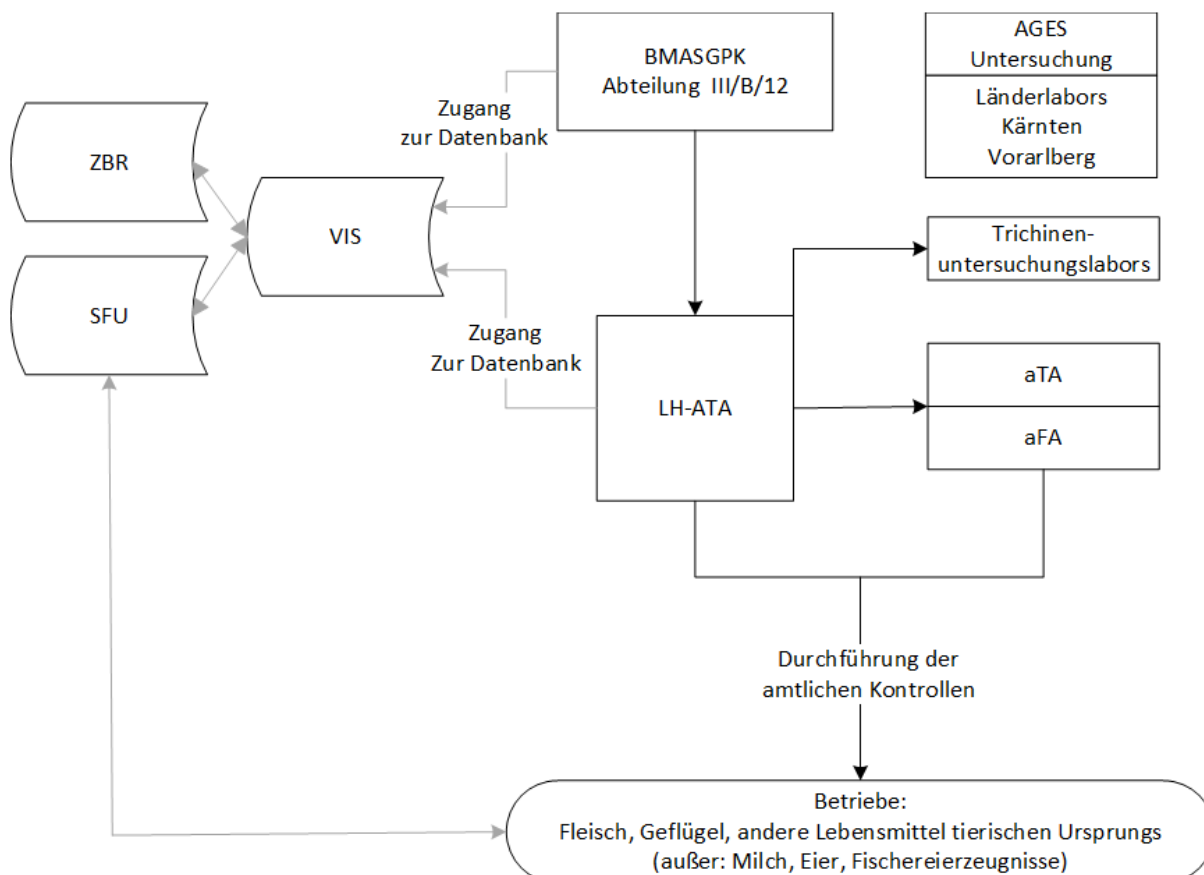 BMASGPK
Abteilung III/B/12
AGES
Untersuchung
Länderlabors
Kärnten
Vorarlberg
Zugang
zur Datenbank
ZBR
VIS
SFU
Trichinen-
untersuchungslabors
Zugang
Zur Datenbank
LH-ATA
aTA
aFA
Durchführung der
amtlichen Kontrollen
Betriebe:
Fleisch, Geflügel, andere Lebensmittel tierischen Ursprungs
(außer: Milch, Eier, Fischereierzeugnisse)